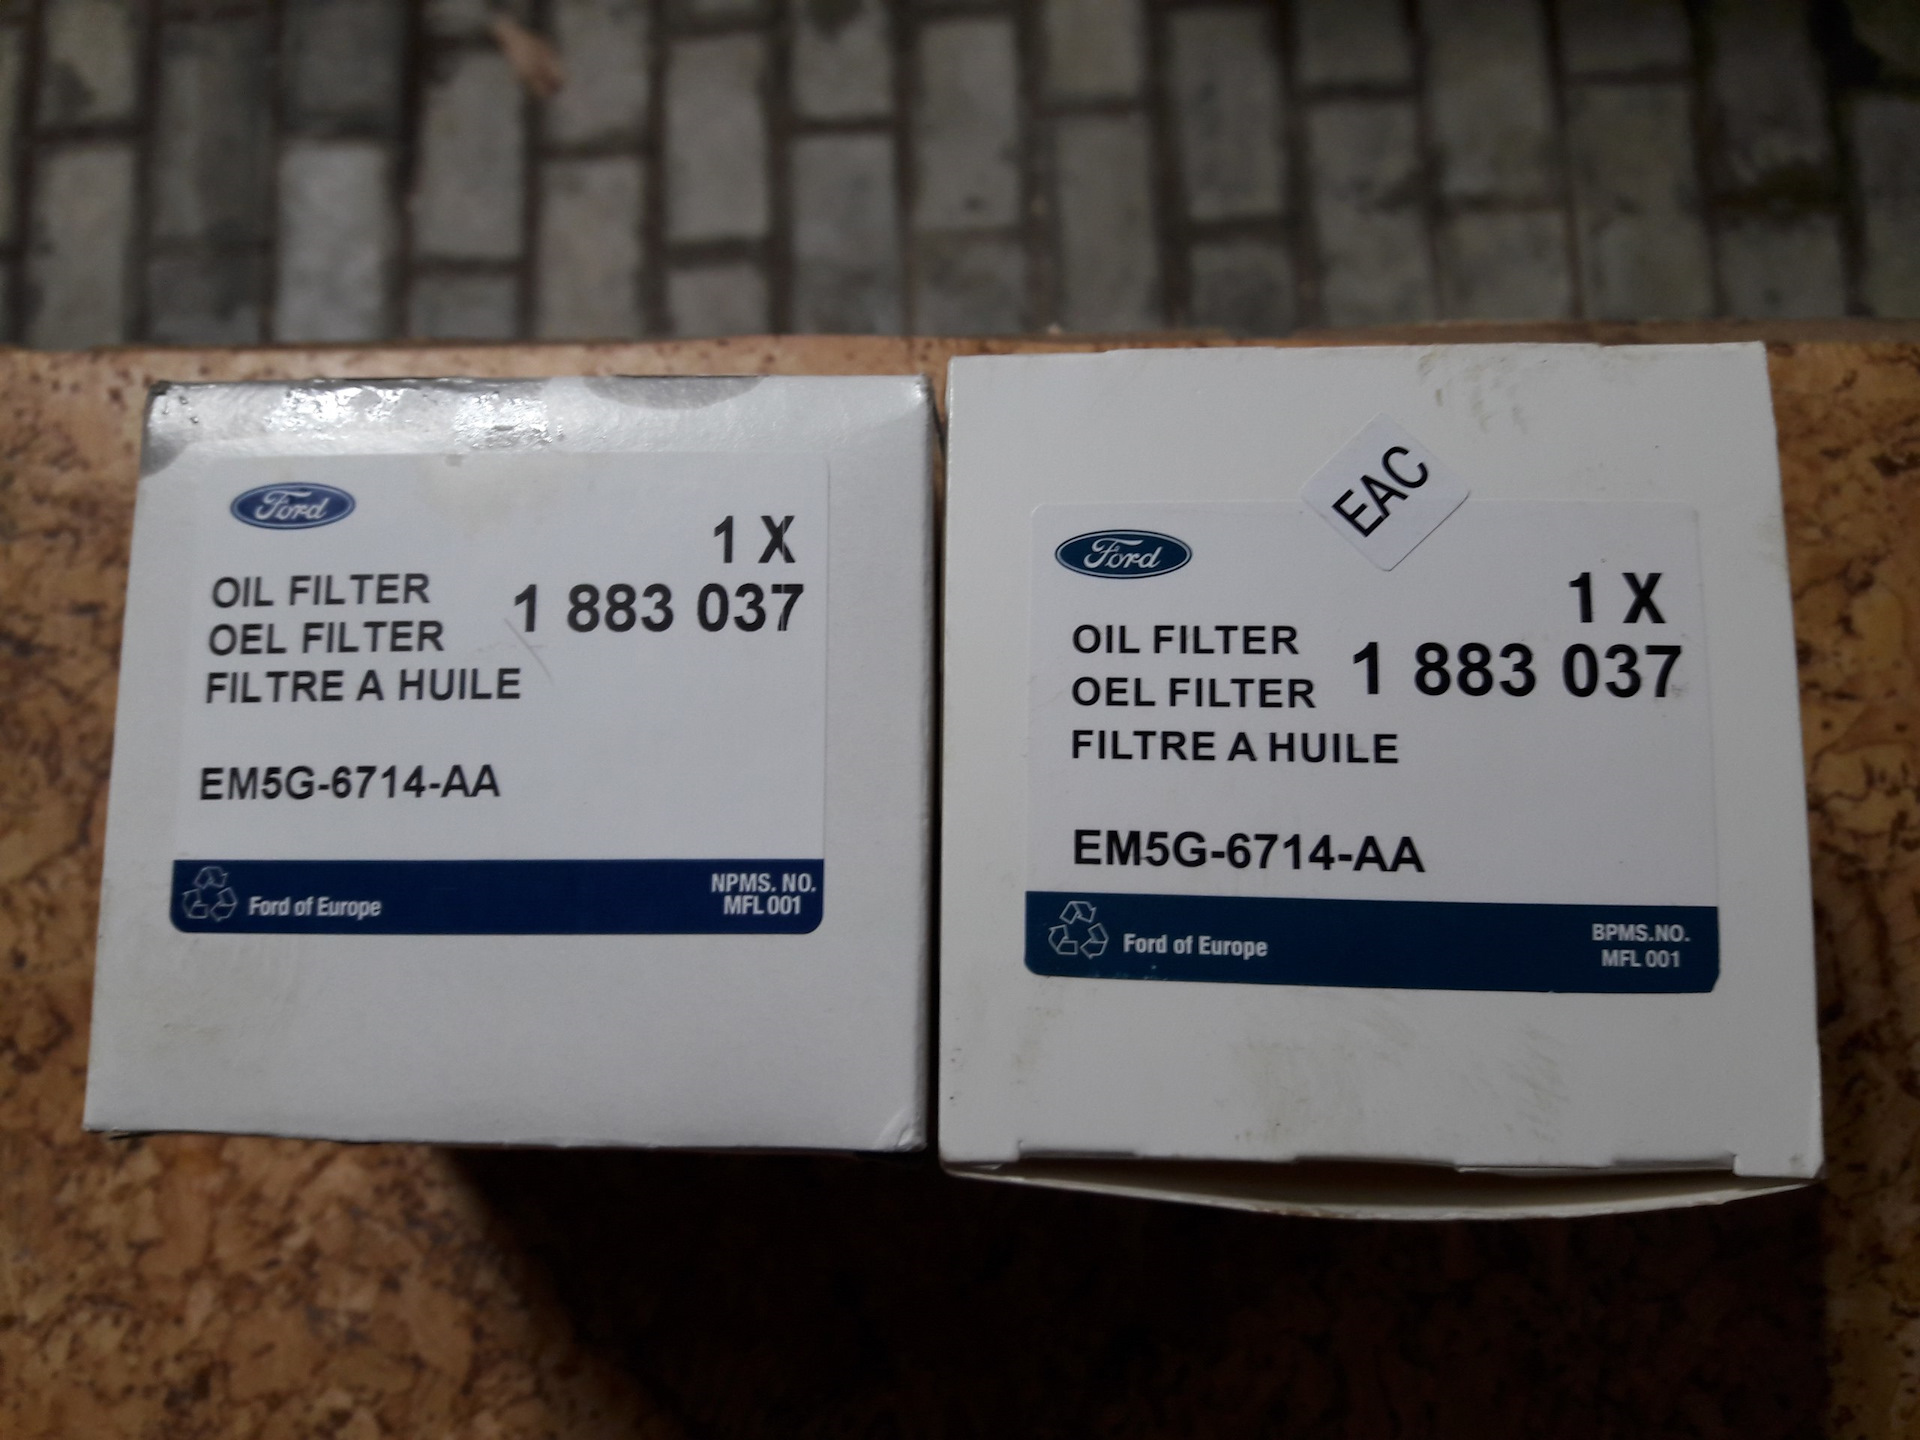 Ford
1 X
OIL FILTER
1 883 037
OEL FILTER
FILTRE A HUILE
EM5G-6714-AA
Ford of Europe
NPMS. NO.
MFL 001
EAC
Ford
1 X
OIL FILTER
1 883 037
OEL FILTER
FILTRE A HUILE
EM5G-6714-AA
Ford of Europe
BPMS.NO.
MFL 001